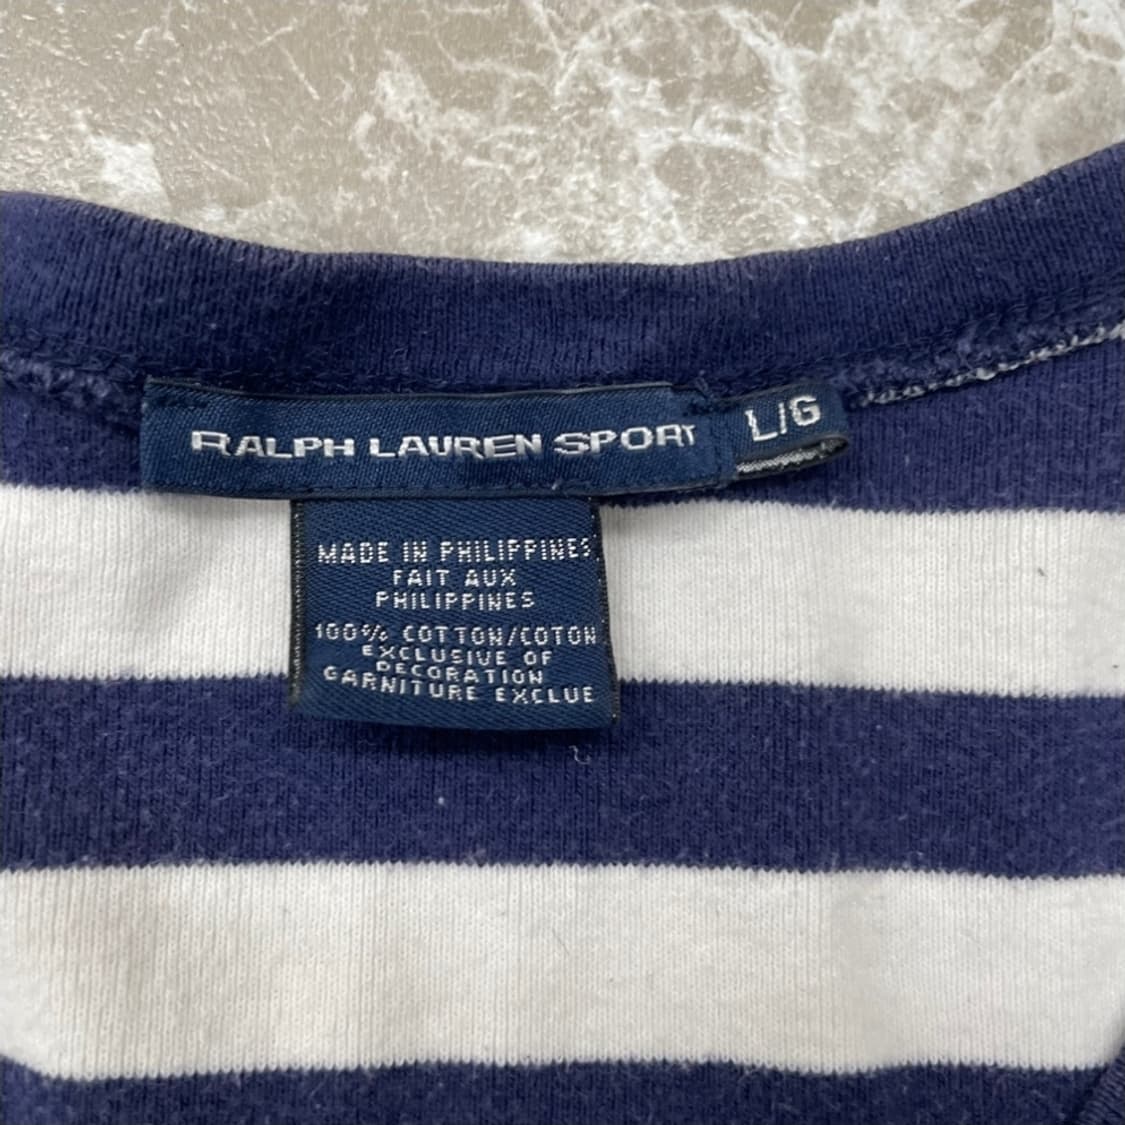 RALPH LAUREN SPORT
L/G
MADE IN PHILIPPINES
FAIT AUX
PHILIPPINES
100% COTTON/COTON
EXCLUSIVE OF
DECORATION
GARNITURE EXCLUE